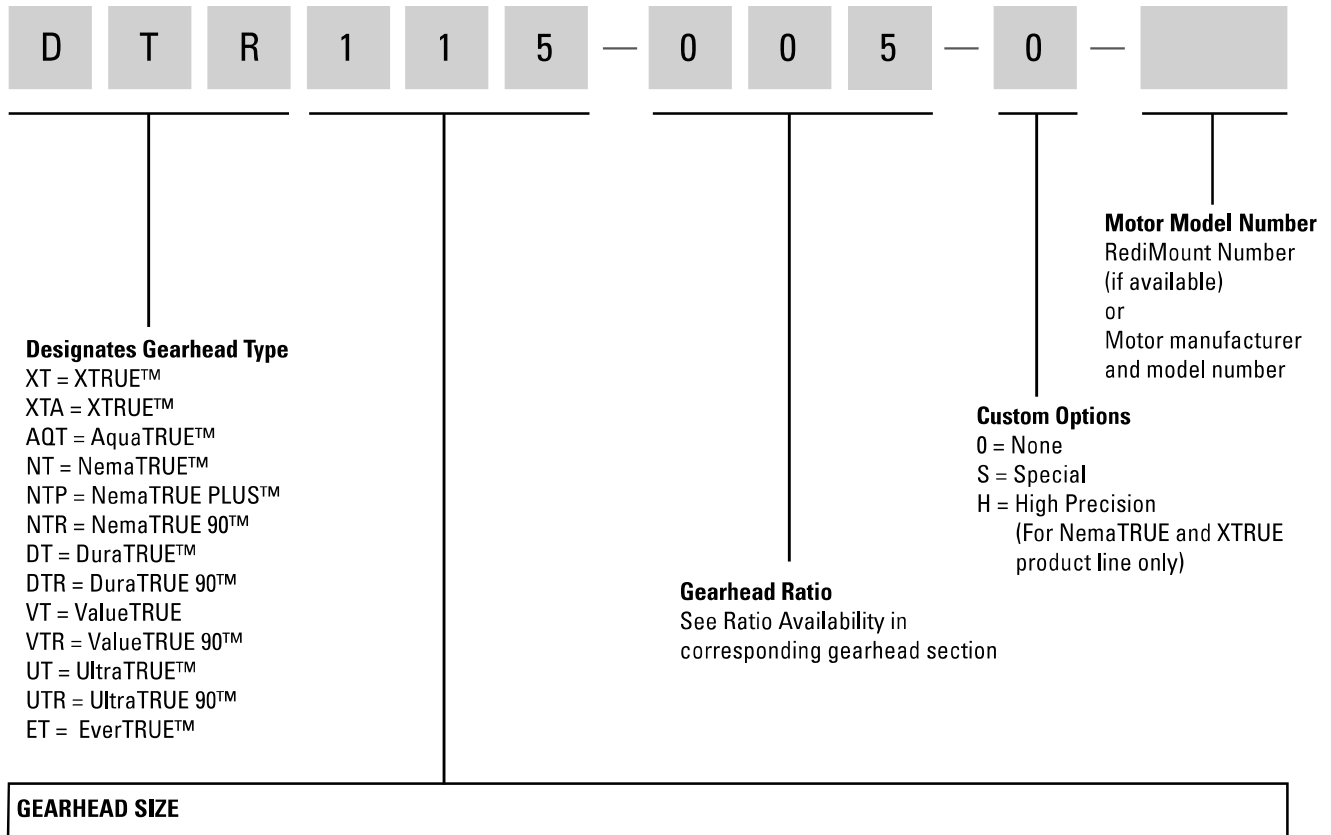 D T R 1 1 5 — 0 0 5 — 0 —
Motor Model Number
RediMount Number
(if available)
or
Motor manufacturer
and model number
Designates Gearhead Type
XT = XTRUE™
XTA = XTRUE™
AQT = AquaTRUE™
NT = NemaTRUE™
NTP = NemaTRUE PLUS™
NTR = NemaTRUE 90™
DT = DuraTRUE™
DTR = DuraTRUE 90™
VT = ValueTRUE
VTR = ValueTRUE 90™
UT = UltraTRUE™
UTR = UltraTRUE 90™
ET = EverTRUE™
Custom Options
0 = None
S = Special
H = High Precision
(For NemaTRUE and XTRUE
product line only)
Gearhead Ratio
See Ratio Availability in
corresponding gearhead section
GEARHEAD SIZE